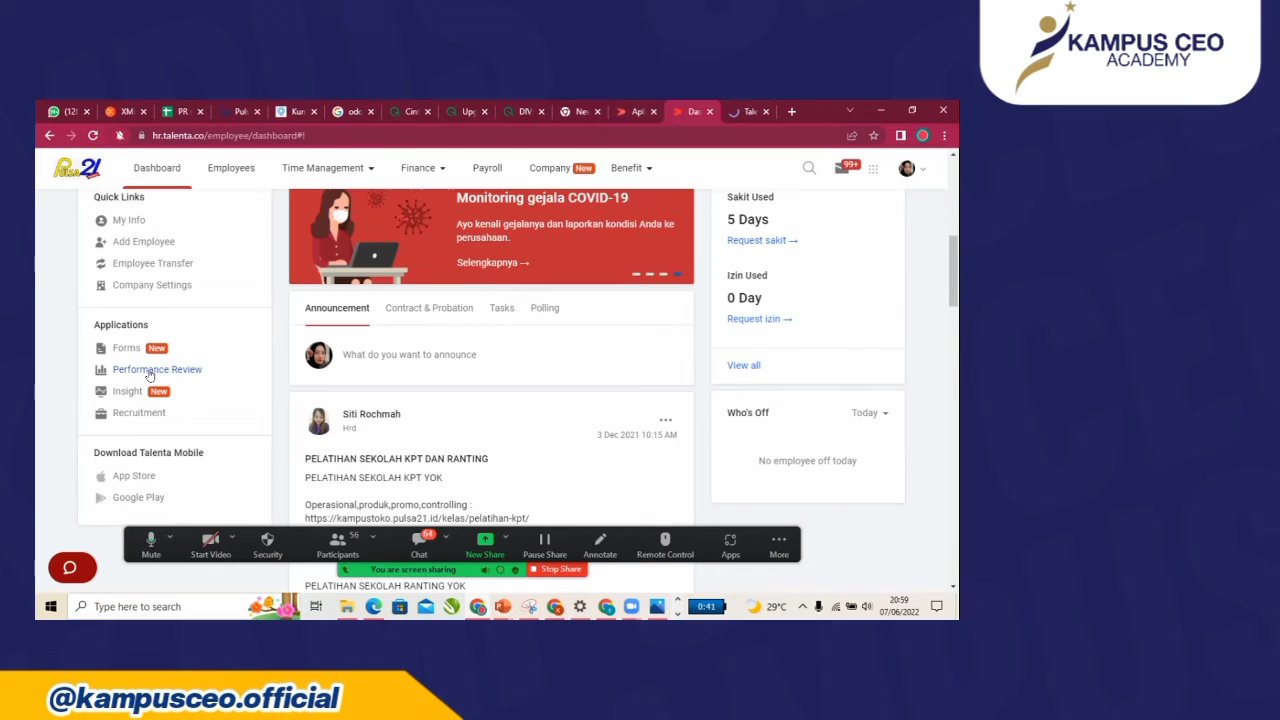 KAMPUS CEO
ACADEMY
hr.talenta.co/employee/dashboard#!
Pulsa 21
Dashboard
Employees
Time Management
Finance
Payroll
Company New
Benefit
99+
Quick Links
My Info
Add Employee
Employee Transfer
Company Settings
Applications
Forms New
Performance Review
Insight New
Recruitment
Download Talenta Mobile
App Store
Google Play
Monitoring gejala COVID-19
Ayo kenali gejalanya dan laporkan kondisi Anda ke
perusahaan.
Selengkapnya →
Announcement
Contract & Probation
Tasks
Polling
What do you want to announce
Siti Rochmah
Hrd
3 Dec 2021 10:15 AM
PELATIHAN SEKOLAH KPT DAN RANTING
PELATIHAN SEKOLAH KPT YOK
Operasional,produk,promo,controlling :
https://kampustoko.pulsa21.id/kelas/pelatihan-kpt/
PELATIHAN SEKOLAH RANTING YOK
Sakit Used
5 Days
Request sakit →
Izin Used
0 Day
Request izin →
View all
Who's Off
Today
No employee off today
Mute
Start Video
Security
56
Participants
64
Chat
New Share
Pause Share
Annotate
Remote Control
Apps
More
You are screen sharing
Stop Share
Type here to search
0:41
29°C
20:59
07/06/2022
@kampusceo.official